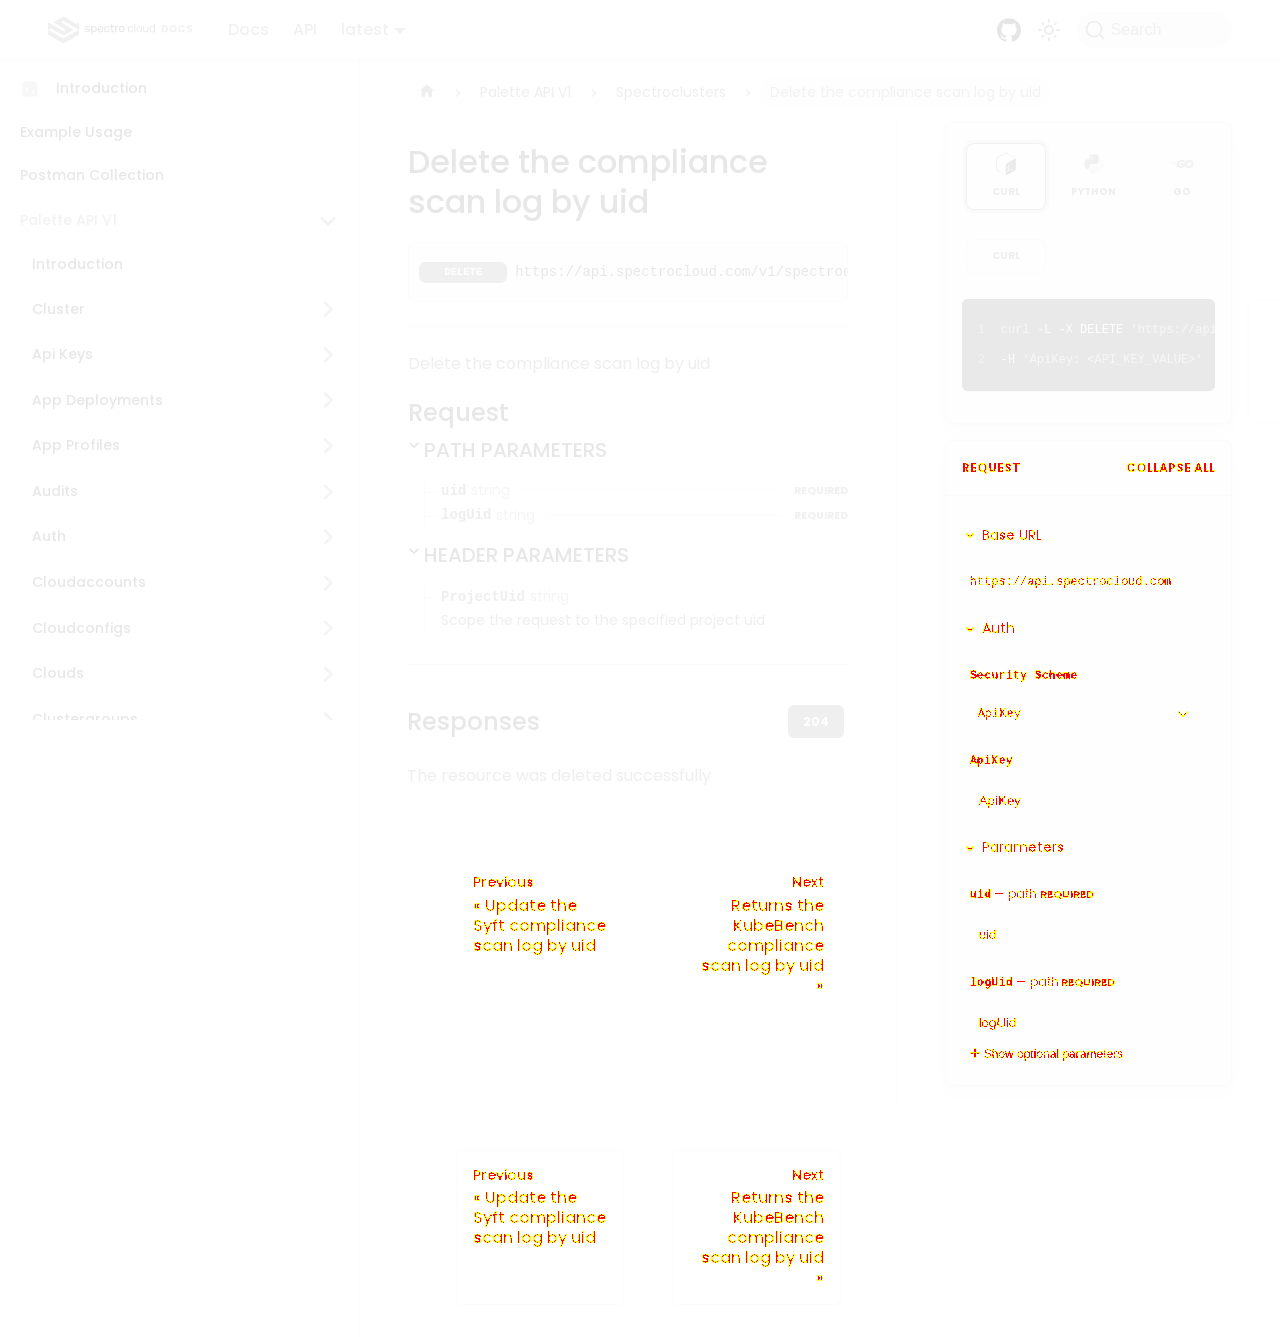 spectro cloud DOCS Docs API latest Search
Introduction
Example Usage
Postman Collection
Palette API V1
Introduction
Cluster
Api Keys
App Deployments
App Profiles
Audits
Auth
Cloudaccounts
Cloudconfigs
Clouds
Clustergroups
Palette API V1 Spectroclusters Delete the compliance scan log by uid
Delete the compliance
scan log by uid
DELETE https://api.spectrocloud.com/v1/spectroc
Delete the compliance scan log by uid
Request
PATH PARAMETERS
uid string REQUIRED
logUid string REQUIRED
HEADER PARAMETERS
ProjectUid string
Scope the request to the specified project uid
Responses 204
The resource was deleted successfully
Previous
« Update the
Syft compliance
scan log by uid
Next
Returns the
KubeBench
compliance
scan log by uid
»
Previous
« Update the
Syft compliance
scan log by uid
Next
Returns the
KubeBench
compliance
scan log by uid
»
CURL PYTHON GO
CURL
1 curl -L -X DELETE 'https://api
2 -H 'ApiKey: <API_KEY_VALUE>'
REQUEST COLLAPSE ALL
Base URL
https://api.spectrocloud.com
Auth
Security Scheme
ApiKey
ApiKey
ApiKey
Parameters
uid — path REQUIRED
uid
logUid — path REQUIRED
logUid
Show optional parameters